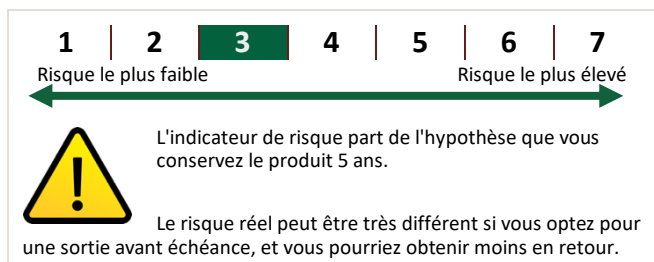 1 2 3 4 5 6 7
Risque le plus faible Risque le plus élevé
L'indicateur de risque part de l'hypothèse que vous
conservez le produit 5 ans.
Le risque réel peut être très différent si vous optez pour
une sortie avant échéance, et vous pourriez obtenir moins en retour.